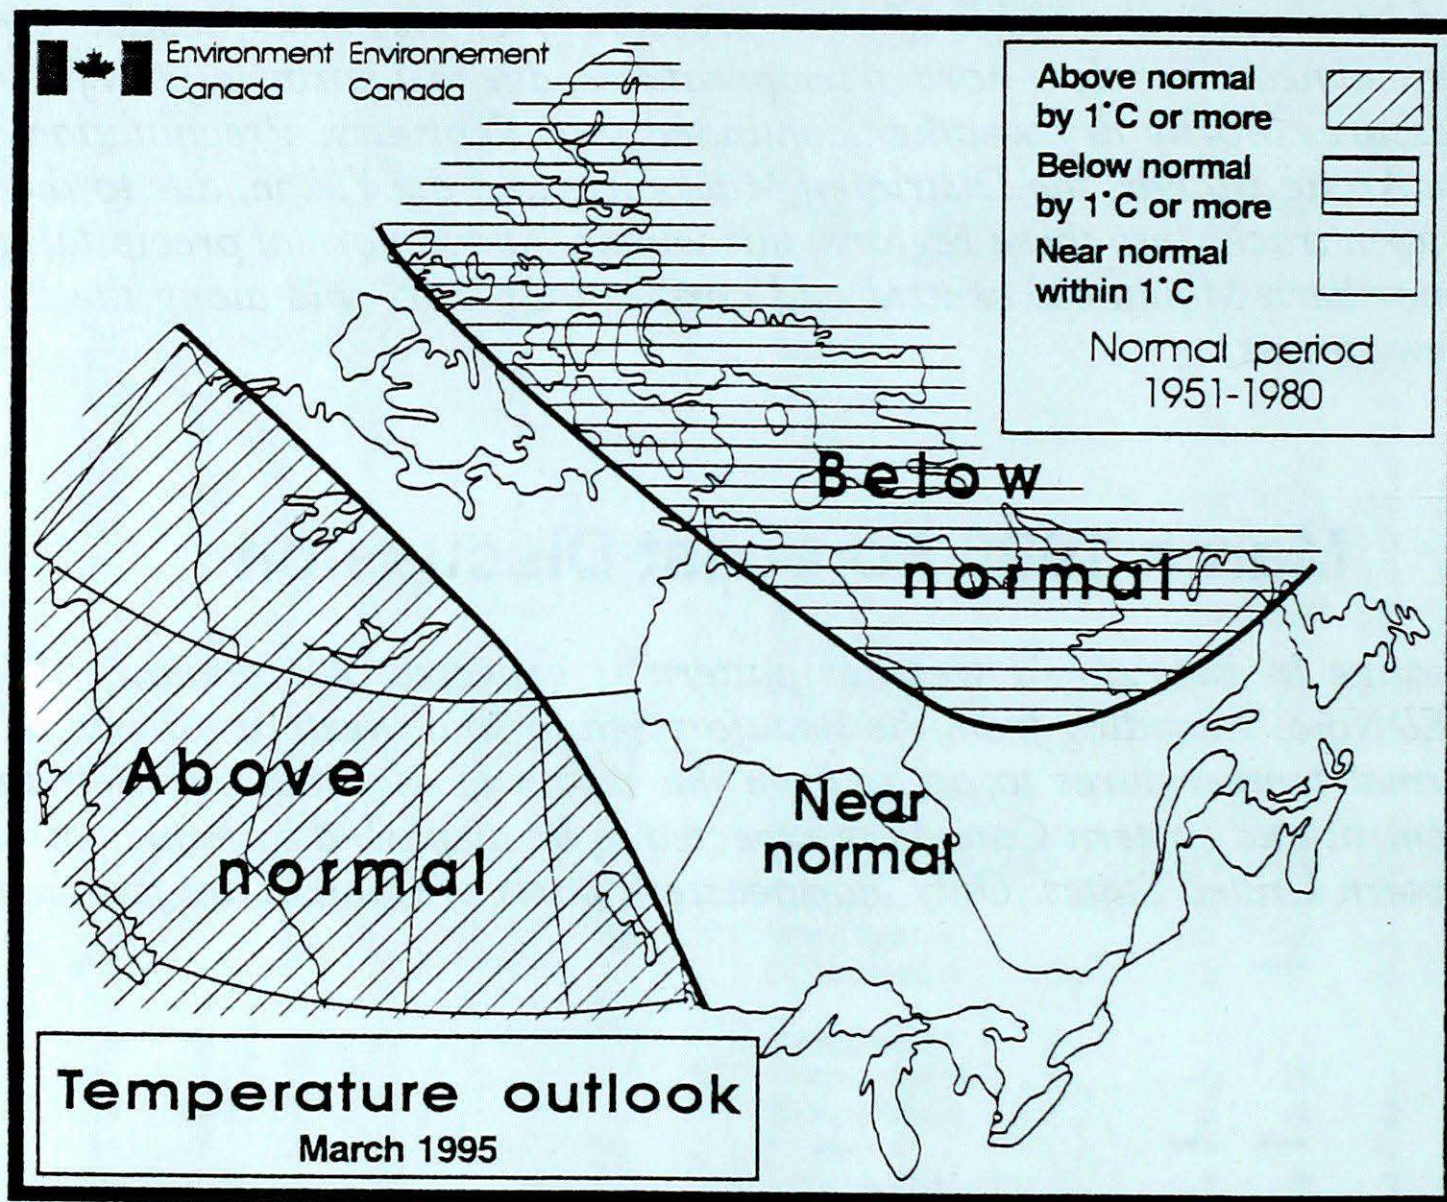 Environment Environnement
Canada Canada
Above normal
by 1°C or more
Below normal
by 1°C or more
Near normal
within 1°C
Normal period
1951-1980
Below
normal
Above
normal
Near
normal
Temperature outlook
March 1995